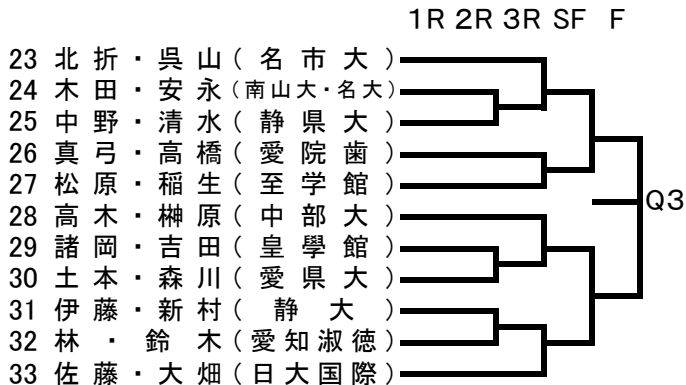 1R 2R 3R SF F
23 北折・呉山(名市大)
24 木田・安永(南山大・名大)
25 中野・清水(静県大)
26 真弓・高橋(愛院歯)
27 松原・稲生(至学館)
28 高木・榊原(中部大)
29 諸岡・吉田(皇學館)
30 土本・森川(愛県大)
31 伊藤・新村(静大)
32 林・鈴木(愛知淑徳)
33 佐藤・大畑(日大国際)
Q3